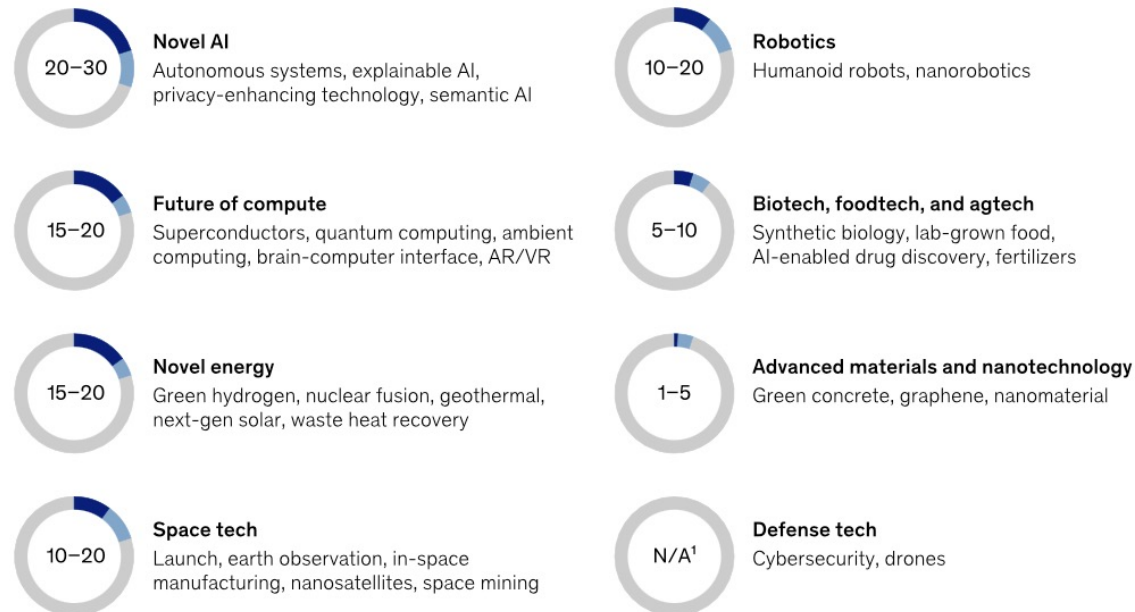 20–30
Novel AI
Autonomous systems, explainable AI,
privacy-enhancing technology, semantic AI
15–20
Future of compute
Superconductors, quantum computing, ambient
computing, brain-computer interface, AR/VR
15–20
Novel energy
Green hydrogen, nuclear fusion, geothermal,
next-gen solar, waste heat recovery
10–20
Space tech
Launch, earth observation, in-space
manufacturing, nanosatellites, space mining
10–20
Robotics
Humanoid robots, nanorobotics
5–10
Biotech, foodtech, and agtech
Synthetic biology, lab-grown food,
AI-enabled drug discovery, fertilizers
1–5
Advanced materials and nanotechnology
Green concrete, graphene, nanomaterial
N/A¹
Defense tech
Cybersecurity, drones